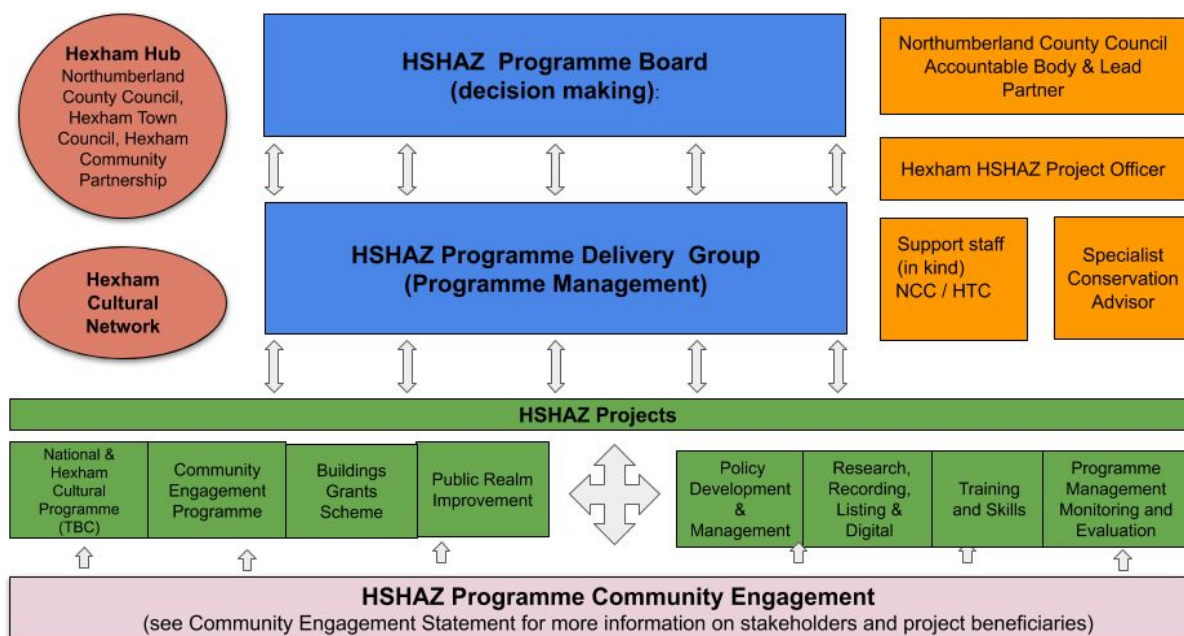 Hexham Hub
Northumberland
County Council,
Hexham Town
Council, Hexham
Community
Partnership
HSHAZ Programme Board
(decision making):
Northumberland County Council
Accountable Body & Lead
Partner
Hexham HSHAZ Project Officer
Hexham
Cultural
Network
HSHAZ Programme Delivery Group
(Programme Management)
Support staff
(in kind)
NCC / HTC
Specialist
Conservation
Advisor
HSHAZ Projects
National &
Hexham
Cultural
Programme
(TBC)
Community
Engagement
Programme
Buildings
Grants
Scheme
Public Realm
Improvement
Policy
Development
&
Management
Research,
Recording,
Listing &
Digital
Training
and Skills
Programme
Management
Monitoring and
Evaluation
HSHAZ Programme Community Engagement
(see Community Engagement Statement for more information on stakeholders and project beneficiaries)